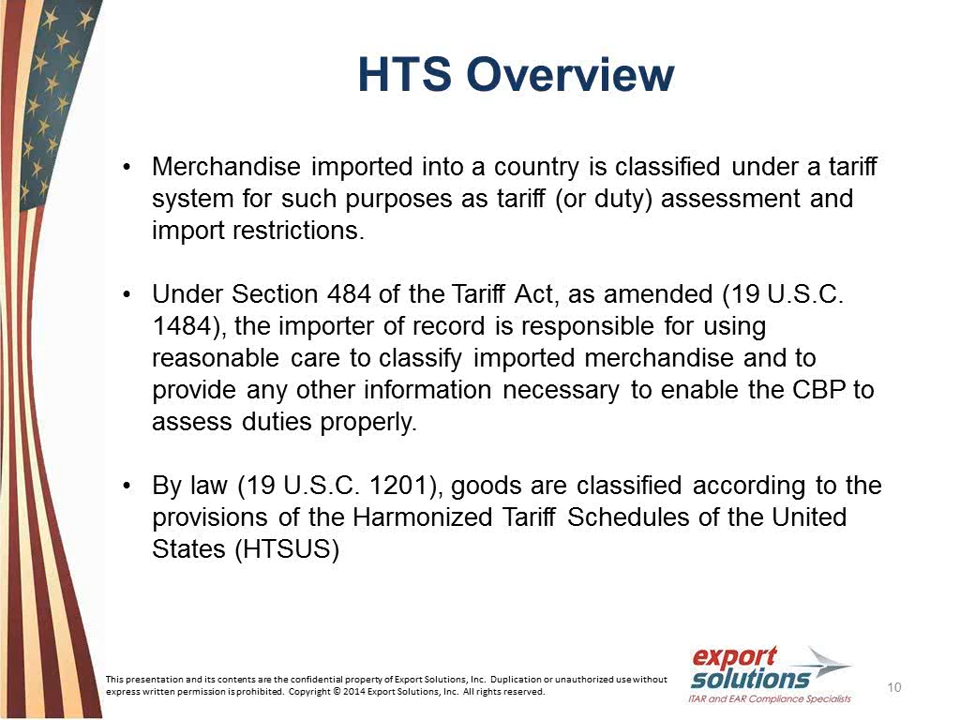 HTS Overview
• Merchandise imported into a country is classified under a tariff
system for such purposes as tariff (or duty) assessment and
import restrictions.
• Under Section 484 of the Tariff Act, as amended (19 U.S.C.
1484), the importer of record is responsible for using
reasonable care to classify imported merchandise and to
provide any other information necessary to enable the CBP to
assess duties properly.
• By law (19 U.S.C. 1201), goods are classified according to the
provisions of the Harmonized Tariff Schedules of the United
States (HTSUS)
This presentation and its contents are the confidential property of Export Solutions, Inc. Duplication or unauthorized use without
express written permission is prohibited. Copyright © 2014 Export Solutions, Inc. All rights reserved.
export
solutions
ITAR and EAR Compliance Specialists
10